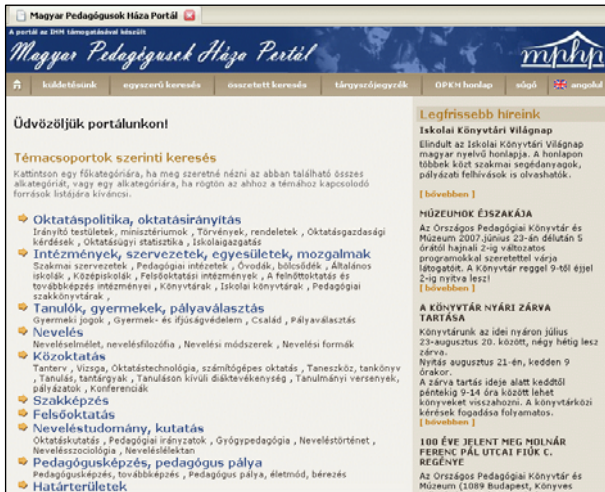 Magyar Pedagógusok Háza Portál
A portál az IHM támogatásával készült
Magyar Pedagógusok Háza Portál
mphp
küldetésünk
egyszerű keresés
összetett keresés
tárgyszójegyzék
OPKM honlap
súgó
angolul
Üdvözöljük portálunkon!
Témacsoportok szerinti keresés
Kattintson egy főkategóriára, ha meg szeretné nézni az abban található összes
alkategóriát, vagy egy alkategóriára, ha rögtön az ahhoz a témához kapcsolodó
források listájára kíváncsi.
Oktatáspolitika, oktatásirányítás
Irányító testületek, minisztériumok , Törvények, rendeletek , Oktatásgazdasági
kérdések , Oktatásügyi statisztika , Iskolaigazgatás
Intézmények, szervezetek, egyesületek, mozgalmak
Szakmai szervezetek , Pedagógiai intézetek , Óvodák, bölcsődék , Általános
iskolák , Középiskolák , Felsőoktatási intézmények , A felnőttoktatás és
továbbképzés intézményei , Könyvtárak , Iskolai könyvtárak , Pedagógiai
szakkönyvtárak ,
Tanulók, gyermekek, pályaválasztás
Gyermeki jogok , Gyermek- és ifjúságvédelem , Család , Pályaválasztás
Nevelés
Neveléselmélet, nevelésfilozófia , Nevelési módszerek , Nevelési formák
Közoktatás
Tanterv , Vizsga, Oktatástechnológia, számítógépes oktatás , Taneszköz, tankönyv
, Tanulás, tantárgyak , Tanuláson kívüli diáktevékenység , Tanulmányi versenyek,
pályázatok , Konferenciák
Szakképzés
Felsőoktatás
Neveléstudomány, kutatás
Oktatáskutatás , Pedagógiai irányzatok , Gyógypedagógia , Neveléstörténet ,
Nevelésszociológia , Neveléslélektan
Pedagógusképzés, pedagógus pálya
Pedagógusképzés, továbbképzés , Pedagógus pálya, életmód, bérezés
Határterületek
Legfrissebb híreink
Iskolai Könyvtári Világnap
Elindult az Iskolai Könyvtári Világnap
magyar nyelvű honlapja. A honlapon
többek közt szakmai segédanyagok,
pályázati felhívások is olvashatók.
[ bővebben ]
MÚZEUMOK ÉJSZAKÁJA
Az Országos Pedagógiai Könyvtár és
Múzeum 2007.június 23-án délután 5
órától hajnali 2-ig változatos
programokkal szeretettel várja
látogatóit. A Könyvtár reggel 9-től éjjel
2-ig nyitva lesz!
[ bővebben ]
A KÖNYVTÁR NYÁRI ZÁRVA
TARTÁSA
Könyvtárunk az idei nyáron július
23-augusztus 20. között, négy hétig lesz
zárva.
Nyitás augusztus 21-én, kedden 9
órakor.
A zárva tartás ideje alatt keddtől
péntekig 9-14 óra között lehet
könyveket visszahozni. A könyvtárközi
kérések fogadása folyamatos.
[ bővebben ]
100 ÉVE JELENT MEG MOLNÁR
FERENC PÁL UTCAI FIÚK C.
REGÉNYE
Az Országos Pedagógiai Könyvtár és
Múzeum (1089 Budapest, Könyves